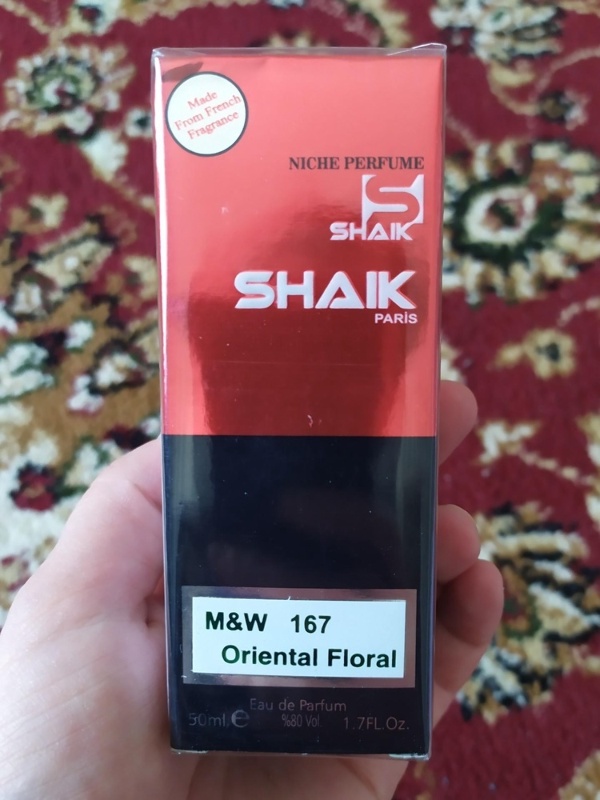 Made
From French
Fragrance
NICHE PERFUME
S
SHAIK
SHAIK
PARİS
M&W 167
Oriental Floral
Eau de Parfum
50ml.e %80 Vol. 1.7FL.Oz.